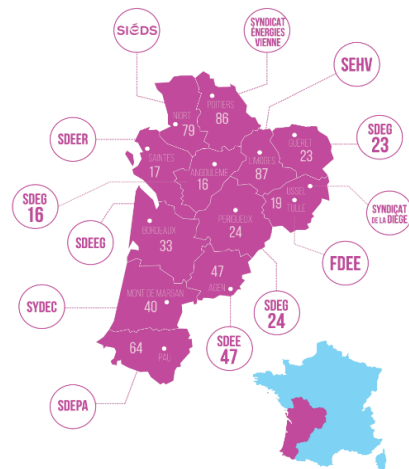 SIÉDS
SYNDICAT
ÉNERGIES
VIENNE
SEHV
POITIERS
86
NIORT
79
SDEER
GUÉRET
23
SDEG
23
SAINTES
17
ANGOULÊME
16
LIMOGES
87
SDEG
16
USSEL
19
TULLE
SYNDICAT
DE LA DIÈGE
SDEEG
PÉRIGUEUX
24
BORDEAUX
33
FDEE
47
AGEN
SYDEC
MONT DE MARSAN
40
SDEG
24
SDEE
47
64
PAU
SDEPA